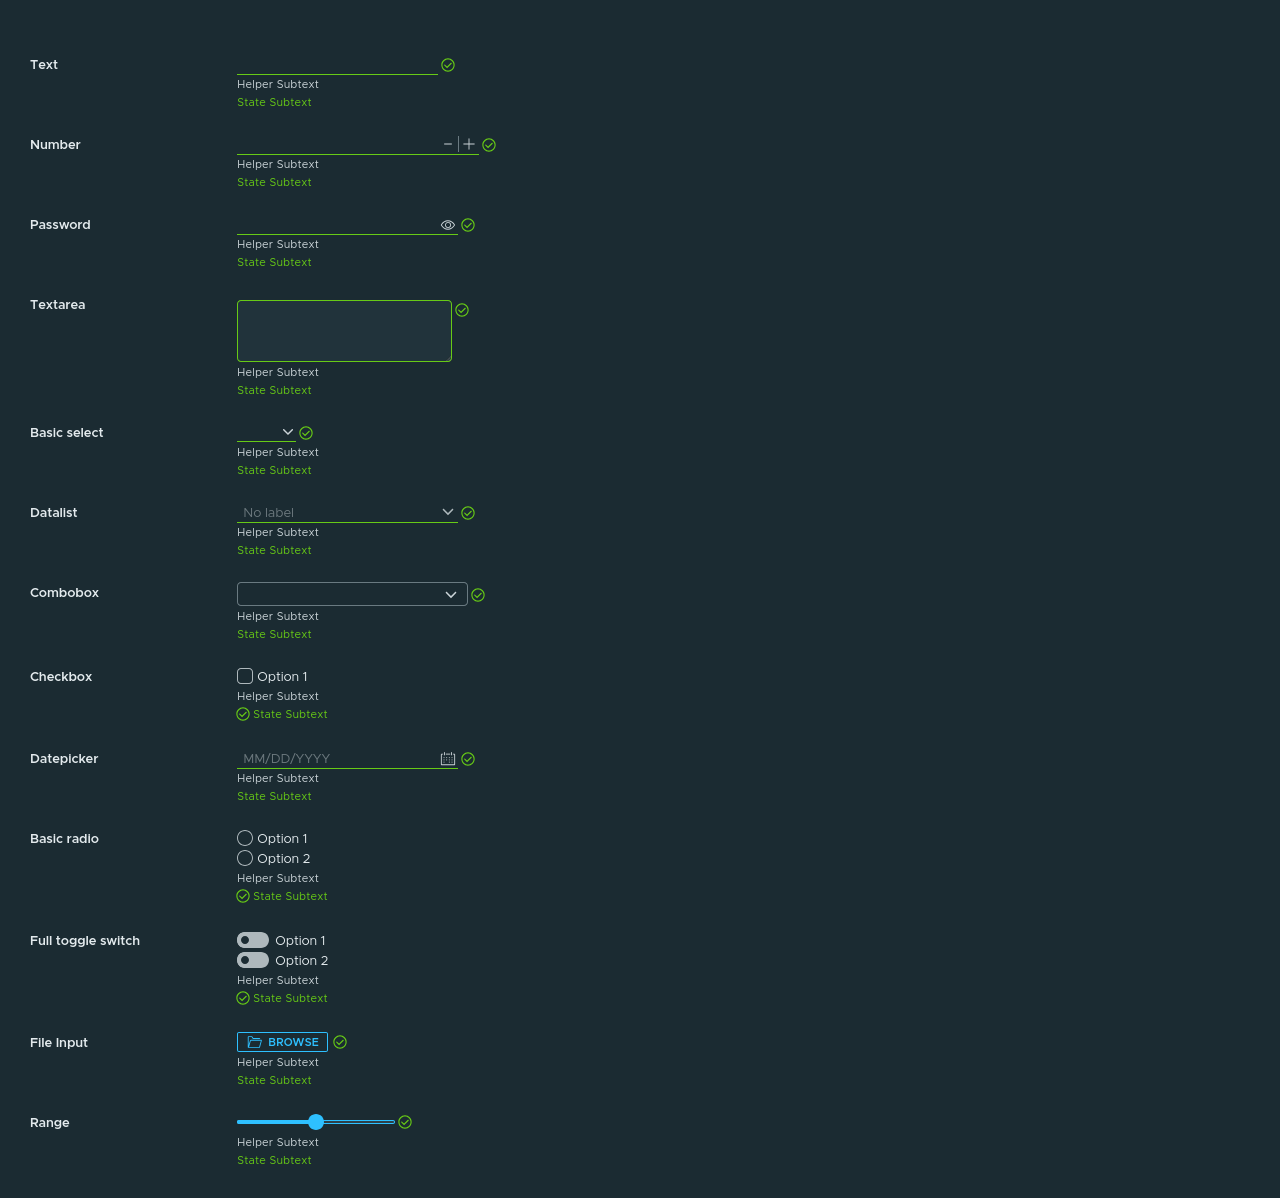 Text
Helper Subtext
State Subtext
Number
Helper Subtext
State Subtext
Password
Helper Subtext
State Subtext
Textarea
Helper Subtext
State Subtext
Basic select
Helper Subtext
State Subtext
Datalist No label
Helper Subtext
State Subtext
Combobox
Helper Subtext
State Subtext
Checkbox Option 1
Helper Subtext
State Subtext
Datepicker MM/DD/YYYY
Helper Subtext
State Subtext
Basic radio Option 1
Option 2
Helper Subtext
State Subtext
Full toggle switch Option 1
Option 2
Helper Subtext
State Subtext
File Input BROWSE
Helper Subtext
State Subtext
Range
Helper Subtext
State Subtext